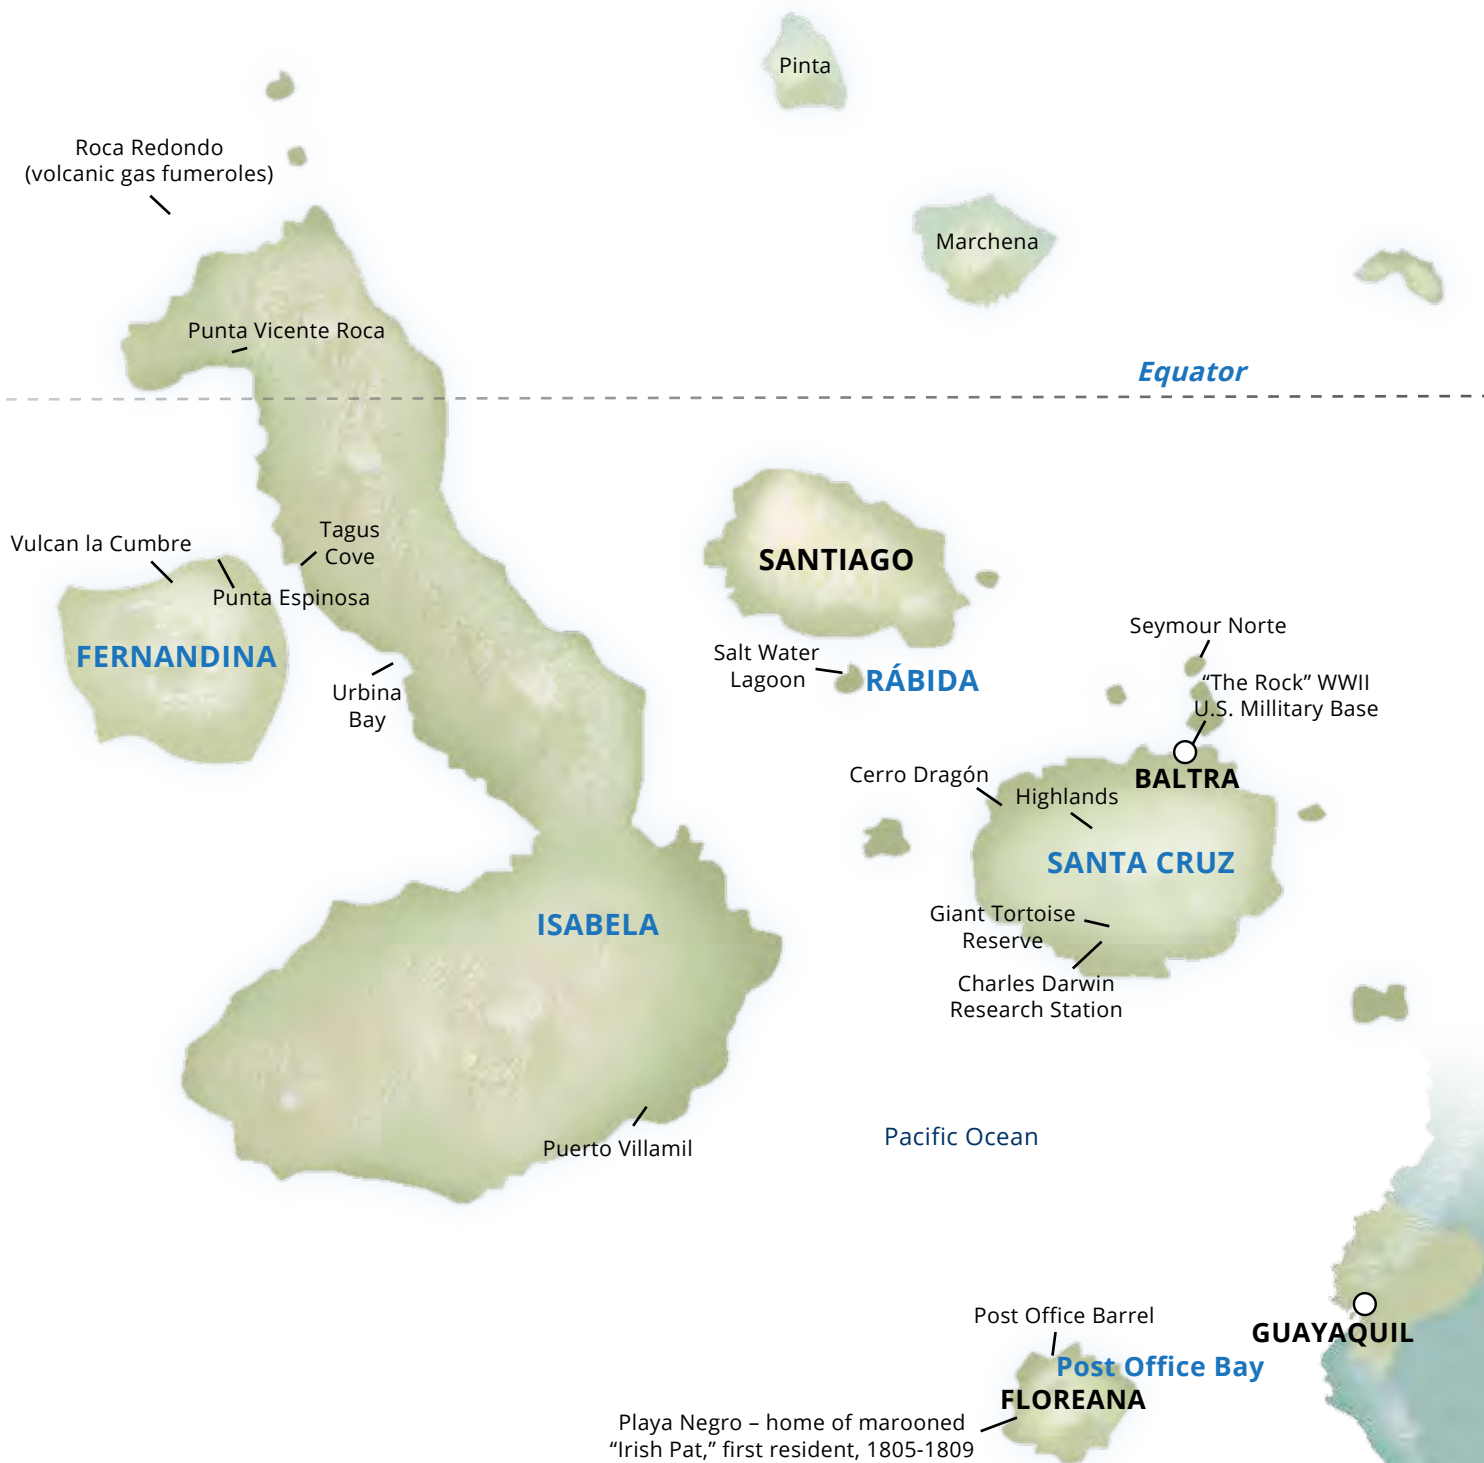 Pinta
Roca Redondo
(volcanic gas fumeroles)
Marchena
Punta Vicente Roca
Equator
Tagus
Cove
Vulcan la Cumbre
Punta Espinosa
SANTIAGO
FERNANDINA
Urbina
Bay
Salt Water
Lagoon
RÁBIDA
Seymour Norte
“The Rock” WWII
U.S. Millitary Base
BALTRA
Cerro Dragón
Highlands
SANTA CRUZ
ISABELA
Giant Tortoise
Reserve
Charles Darwin
Research Station
Puerto Villamil
Pacific Ocean
Post Office Barrel
GUAYAQUIL
Post Office Bay
FLOREANA
Playa Negro – home of marooned
“Irish Pat,” first resident, 1805-1809